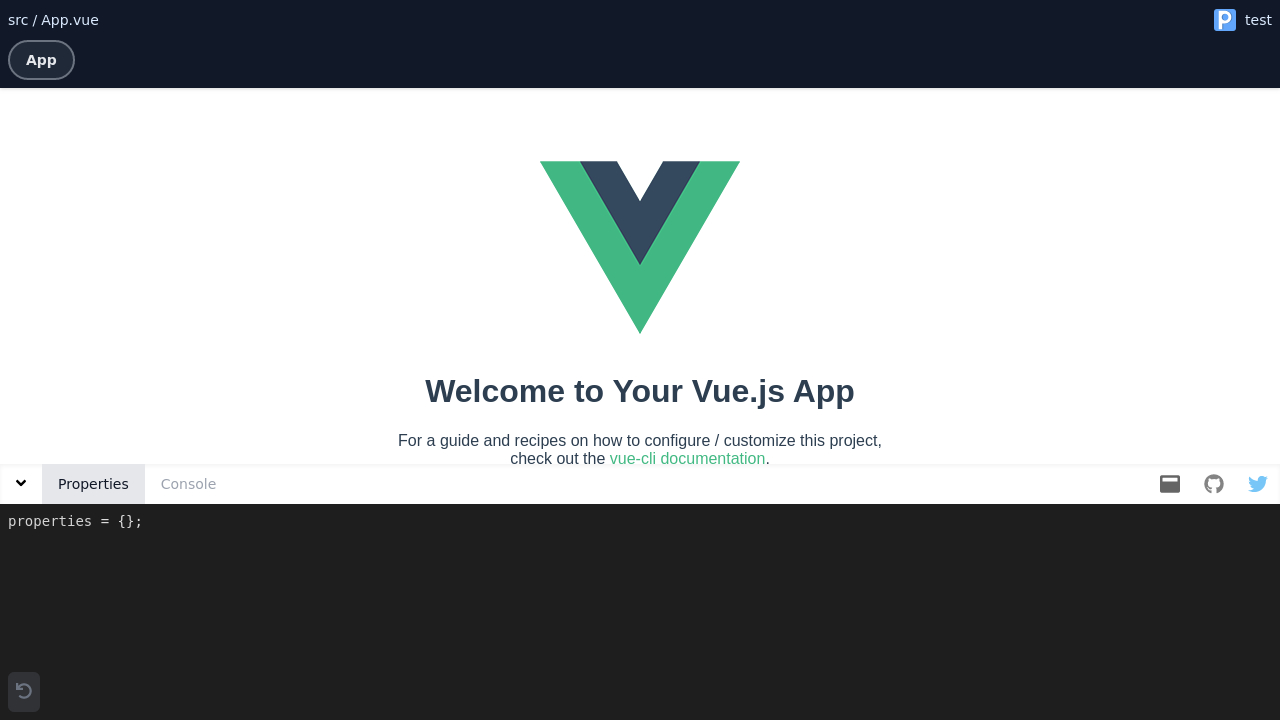 src / App.vue
test
App
Welcome to Your Vue.js App
For a guide and recipes on how to configure / customize this project,
check out the vue-cli documentation.
Properties
Console
properties = {};